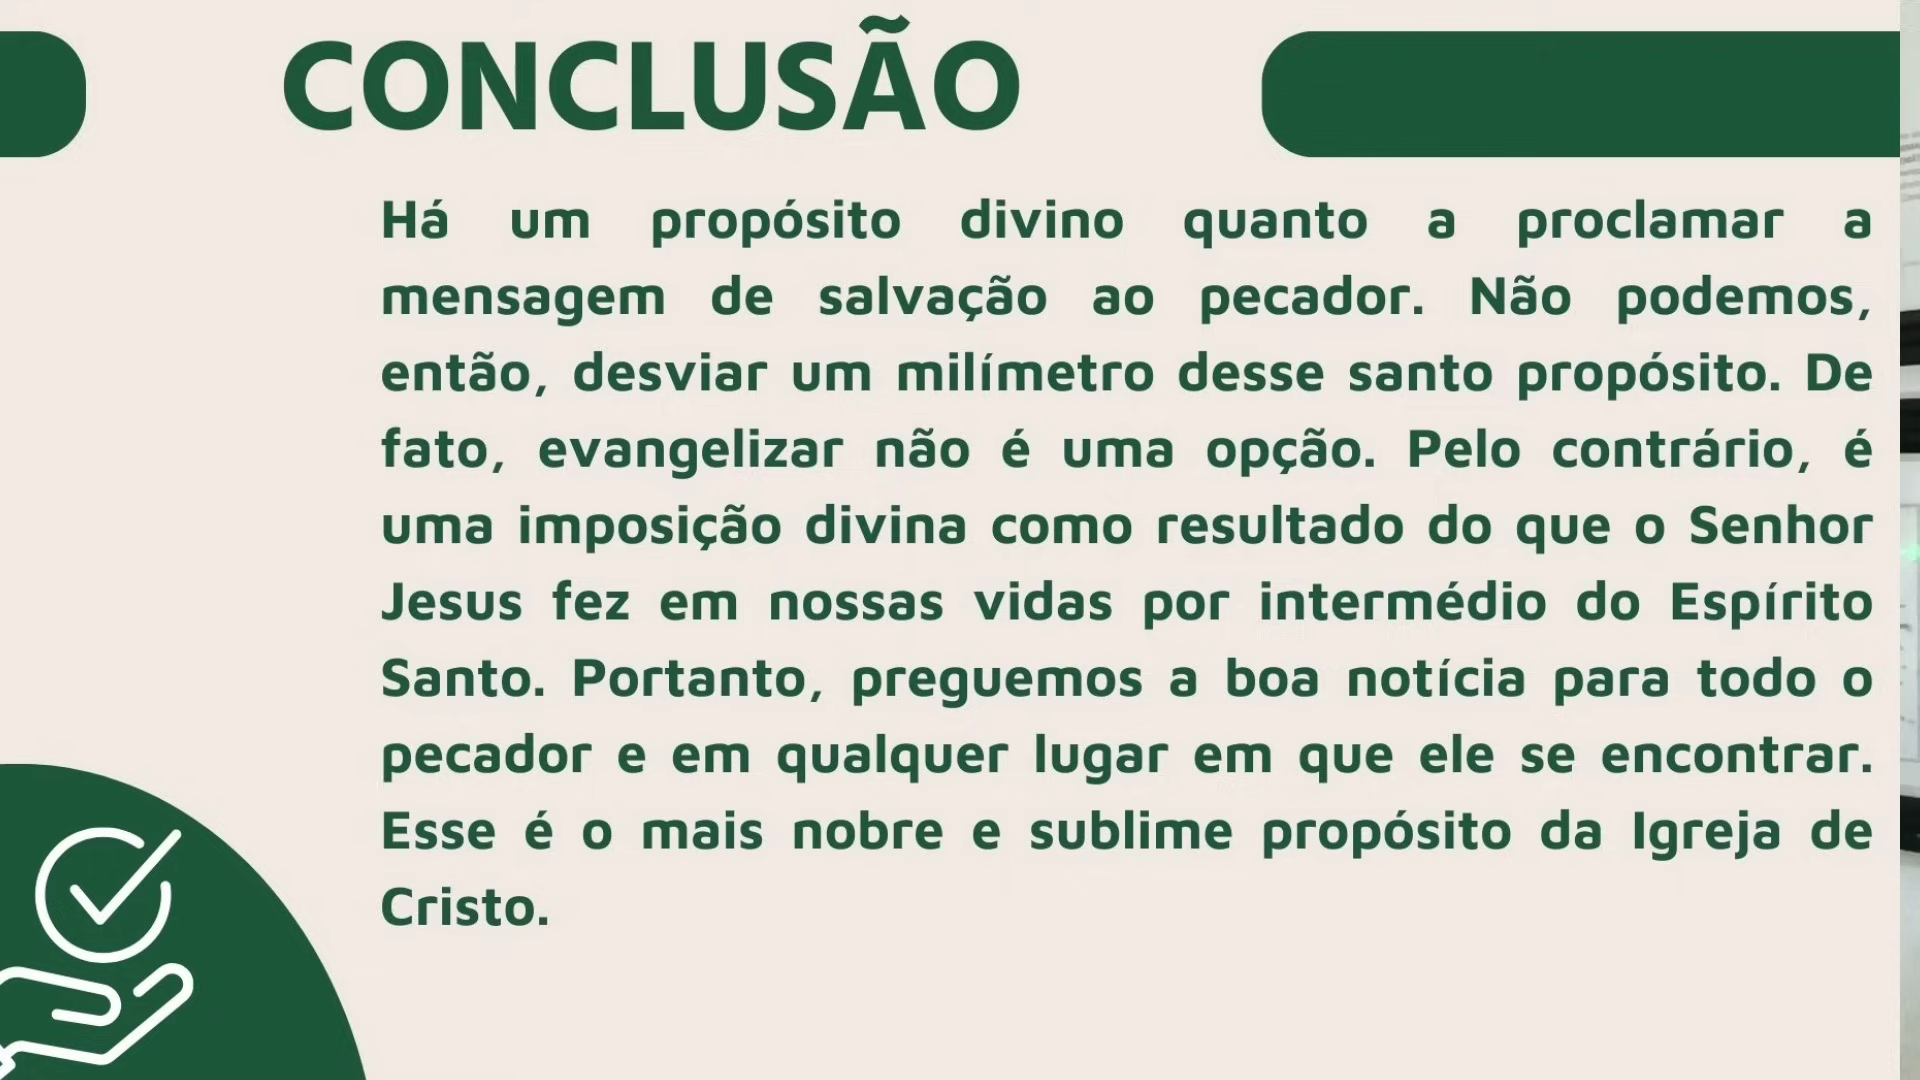 CONCLUSÃO
Há um propósito divino quanto a proclamar a
mensagem de salvação ao pecador. Não podemos,
então, desviar um milímetro desse santo propósito. De
fato, evangelizar não é uma opção. Pelo contrário, é
uma imposição divina como resultado do que o Senhor
Jesus fez em nossas vidas por intermédio do Espírito
Santo. Portanto, preguemos a boa notícia para todo o
pecador e em qualquer lugar em que ele se encontrar.
Esse é o mais nobre e sublime propósito da Igreja de
Cristo.